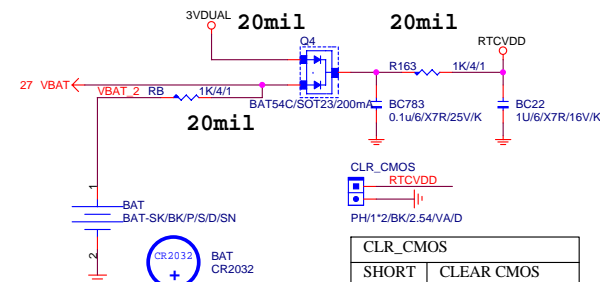 3VDUAL
20mil
20mil
Q4
RTCVDD
R163
1K/4/1
27 VBAT
VBAT_2
RB
1K/4/1
BAT54C/SOT23/200mA
20mil
BC783
0.1u/6/X7R/25V/K
BC22
1U/6/X7R/16V/K
CLR_CMOS
RTCVDD
PH/1*2/BK/2.54/VA/D
1
BAT
BAT-SK/BK/P/S/D/SN
2
CR2032
+
BAT
CR2032
CLR_CMOS
SHORT CLEAR CMOS